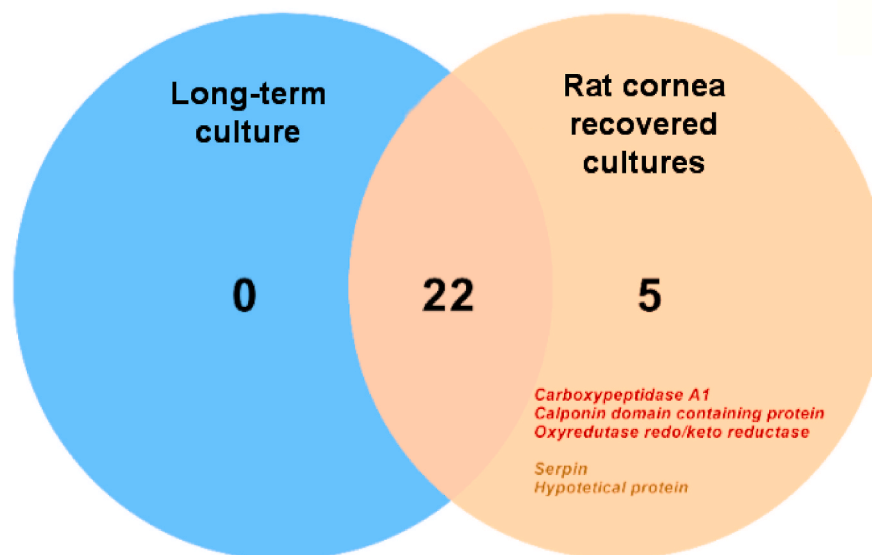 Long-term
culture
Rat cornea
recovered
cultures
0
22
5
Carboxypeptidase A1
Calponin domain containing protein
Oxyredutase redo/keto reductase
Serpin
Hypotetical protein